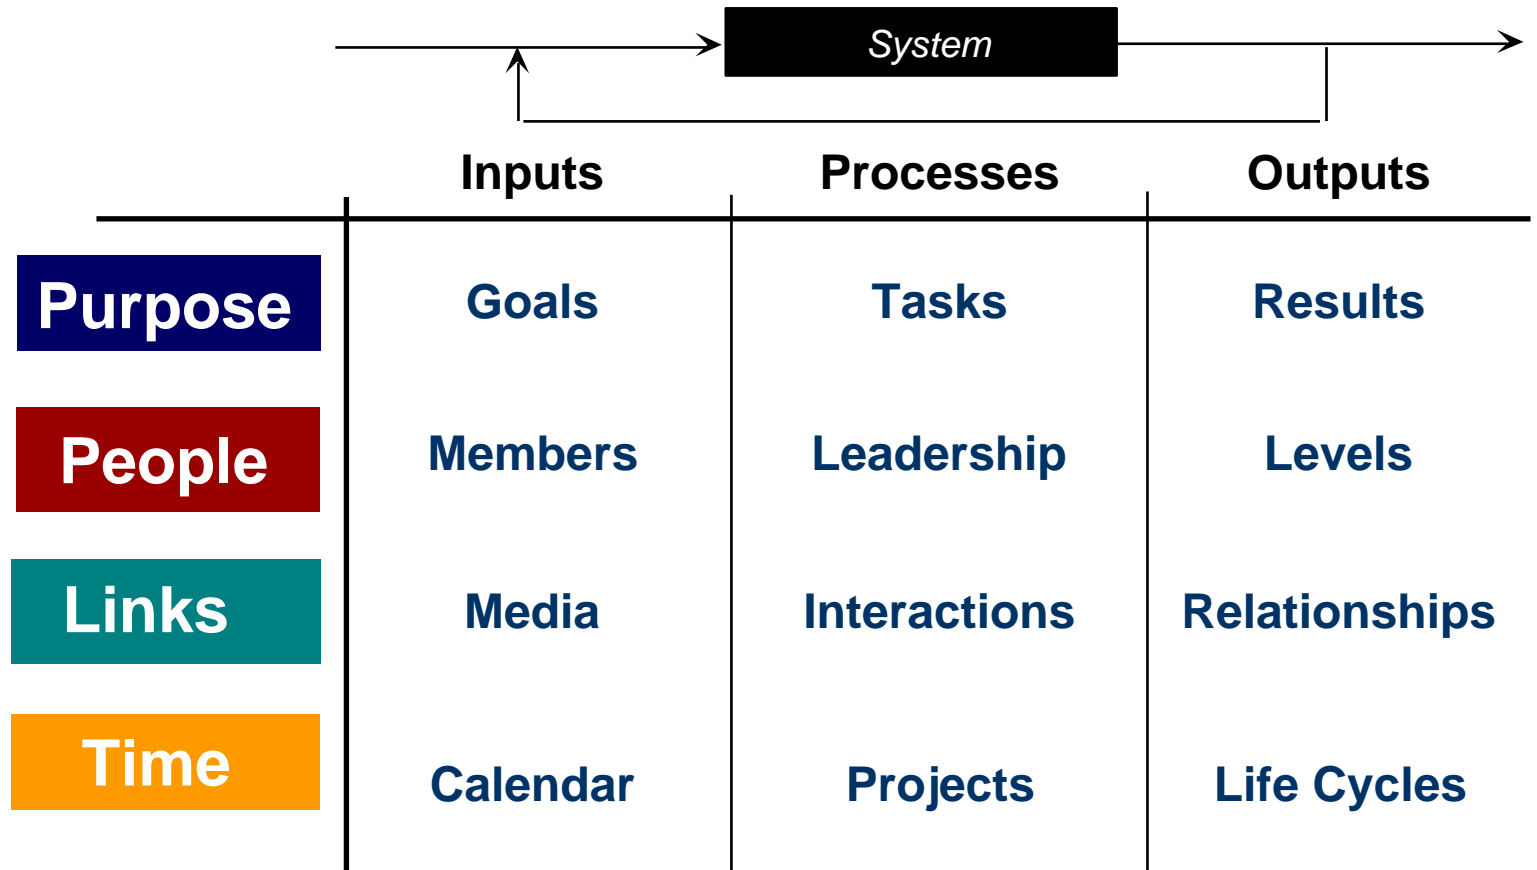 System
Inputs Processes Outputs
Purpose Goals Tasks Results
People Members Leadership Levels
Links Media Interactions Relationships
Time Calendar Projects Life Cycles